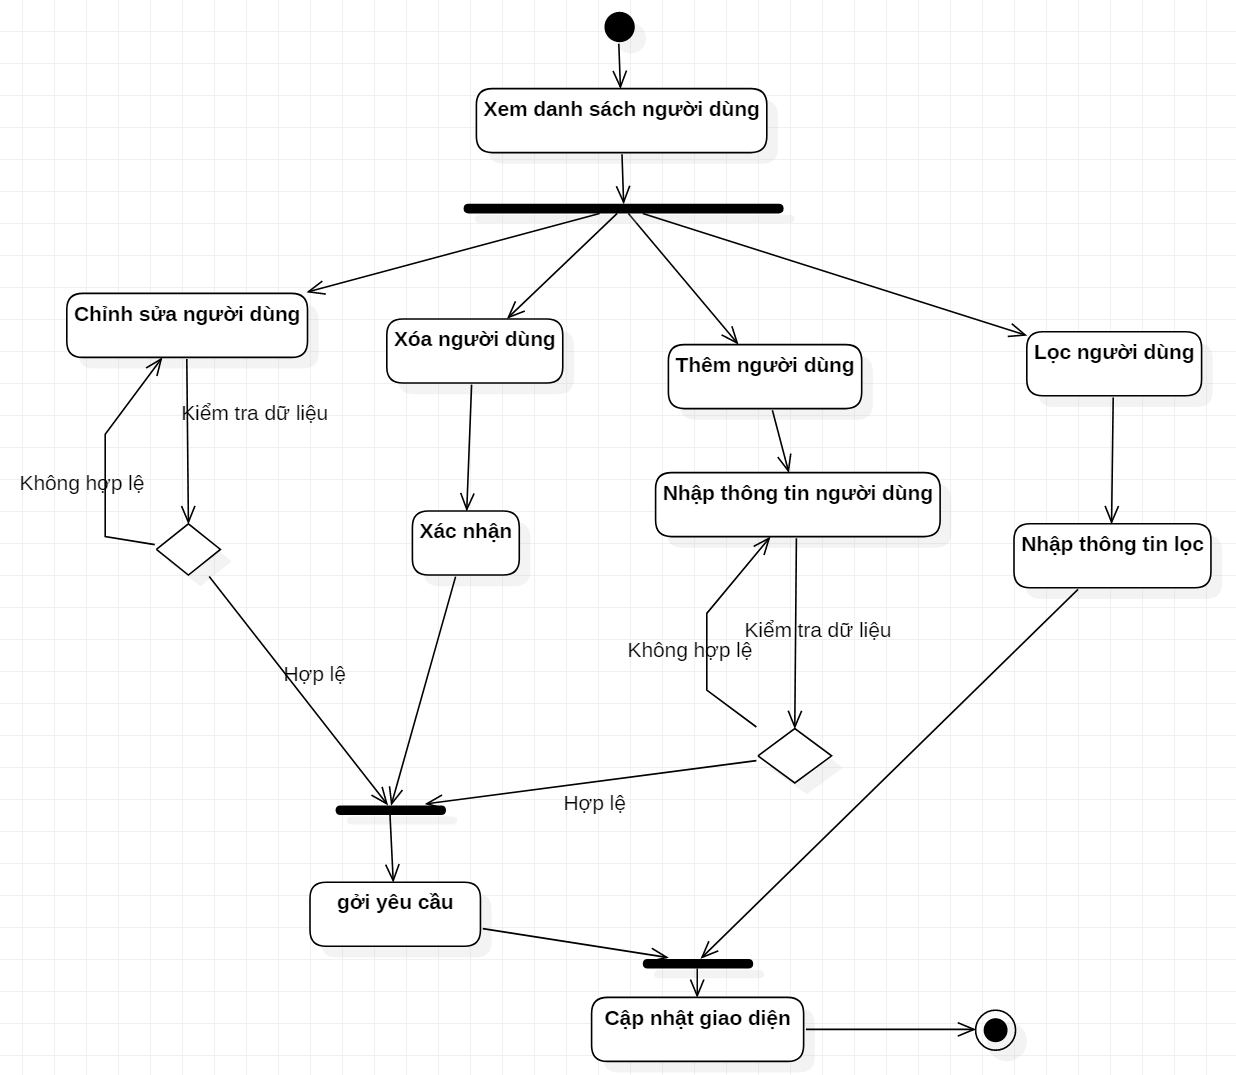 Xem danh sách người dùng
Chỉnh sửa người dùng
Xóa người dùng
Thêm người dùng
Lọc người dùng
Kiểm tra dữ liệu
Không hợp lệ
Xác nhận
Nhập thông tin người dùng
Nhập thông tin lọc
Kiểm tra dữ liệu
Không hợp lệ
Hợp lệ
Hợp lệ
gởi yêu cầu
Cập nhật giao diện